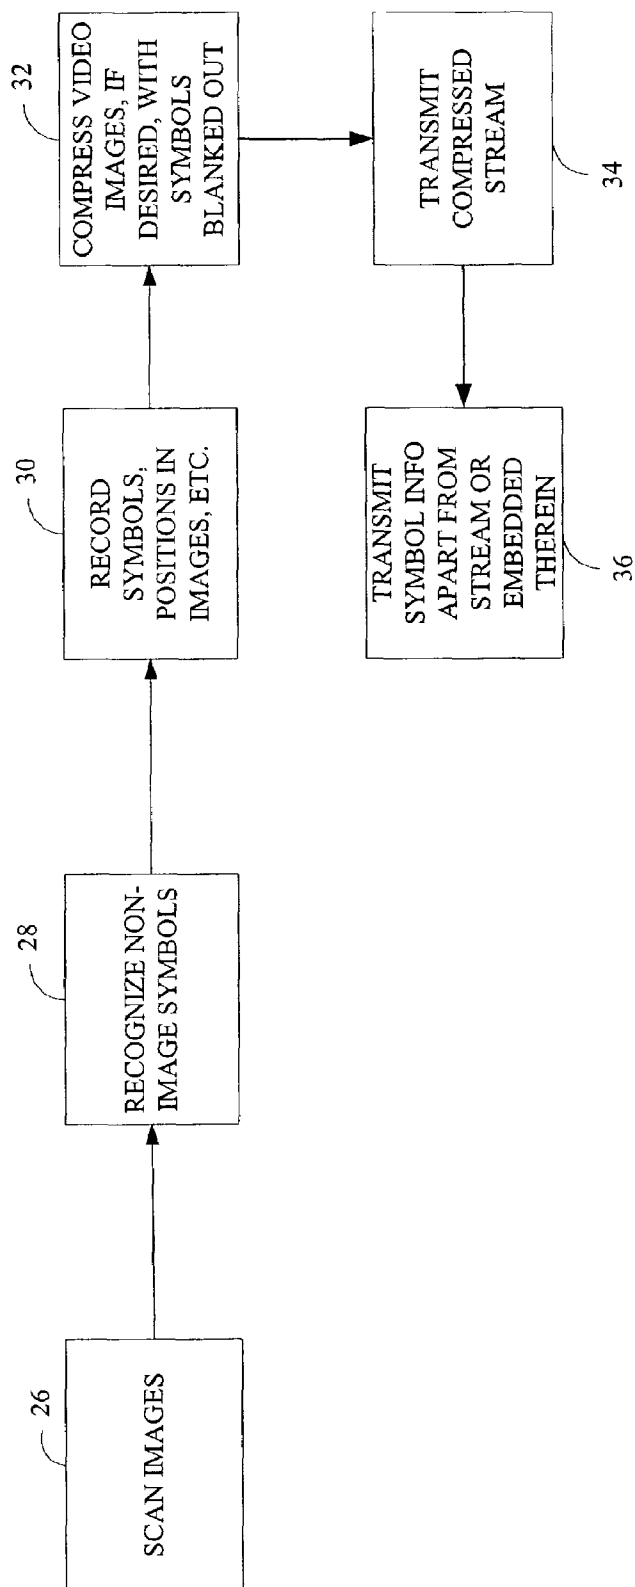 26
SCAN IMAGES
28
RECOGNIZE NON-
IMAGE SYMBOLS
30
RECORD
SYMBOLS,
POSITIONS IN
IMAGES, ETC.
32
COMPRESS VIDEO
IMAGES, IF
DESIRED, WITH
SYMBOLS
BLANKED OUT
TRANSMIT
COMPRESSED
STREAM
34
TRANSMIT
SYMBOL INFO
APART FROM
STREAM OR
EMBEDDED
THEREIN
36